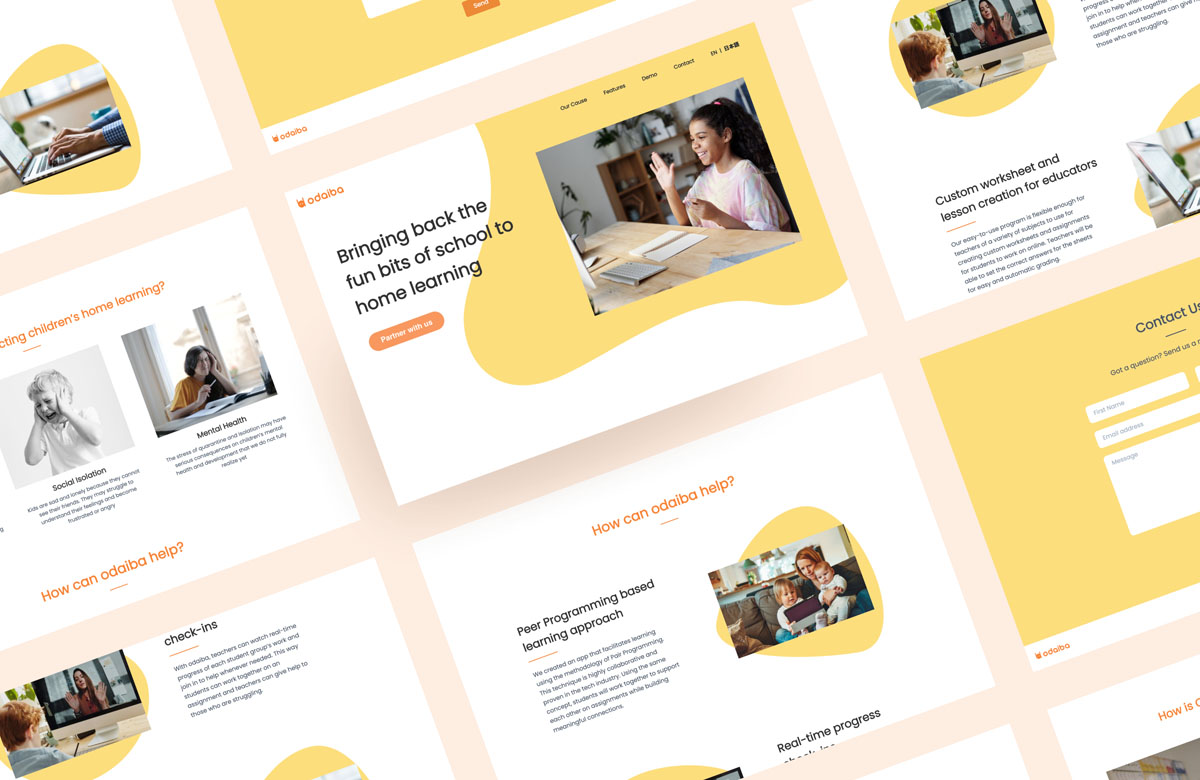 Send
odaiba
odaiba
Our Cause
Features
Demo
Contact
EN | 日本語
Bringing back the
fun bits of school to
home learning
Partner with us
join in to help
students can work together
assignment and teachers can give
those who are struggling.
Custom worksheet and
lesson creation for educators
Our easy-to-use program is flexible enough for
teachers of a variety of subjects to use for
creating custom worksheets and assignments
for students to work on online. Teachers will be
able to set the correct answers for the sheets
for easy and automatic grading.
cting children's home learning?
Social Isolation
Kids are sad and lonely because they cannot
see their friends. They may struggle to
understand their feelings and become
frustrated or angry
Mental Health
The stress of quarantine and isolation may have
serious consequences on children's mental
health and development that we do not fully
realize yet
How can odaiba help?
check-ins
With odaiba, teachers can watch real-time
progress of each student group's work and
join in to help whenever needed. This way
students can work together on an
assignment and teachers can give help to
those who are struggling.
How can odaiba help?
Peer Programming based
learning approach
We created an app that facilitates learning
using the methodology of Pair Programming.
This technique is highly collaborative and
proven in the tech industry. Using the same
concept, students will work together to support
each other on assignments while building
meaningful connections.
Real-time progress
Contact Us
Got a question? Send us a
First Name
Email address
Message
odaiba
How is